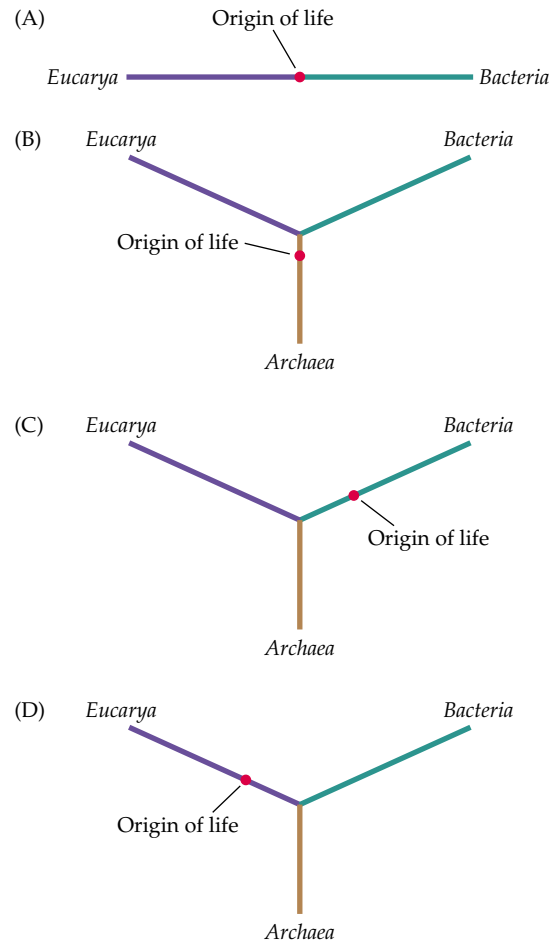 (A)
Origin of life
Eucarya
Bacteria
(B)
Eucarya
Bacteria
Origin of life
Archaea
(C)
Eucarya
Bacteria
Origin of life
Archaea
(D)
Eucarya
Bacteria
Origin of life
Archaea